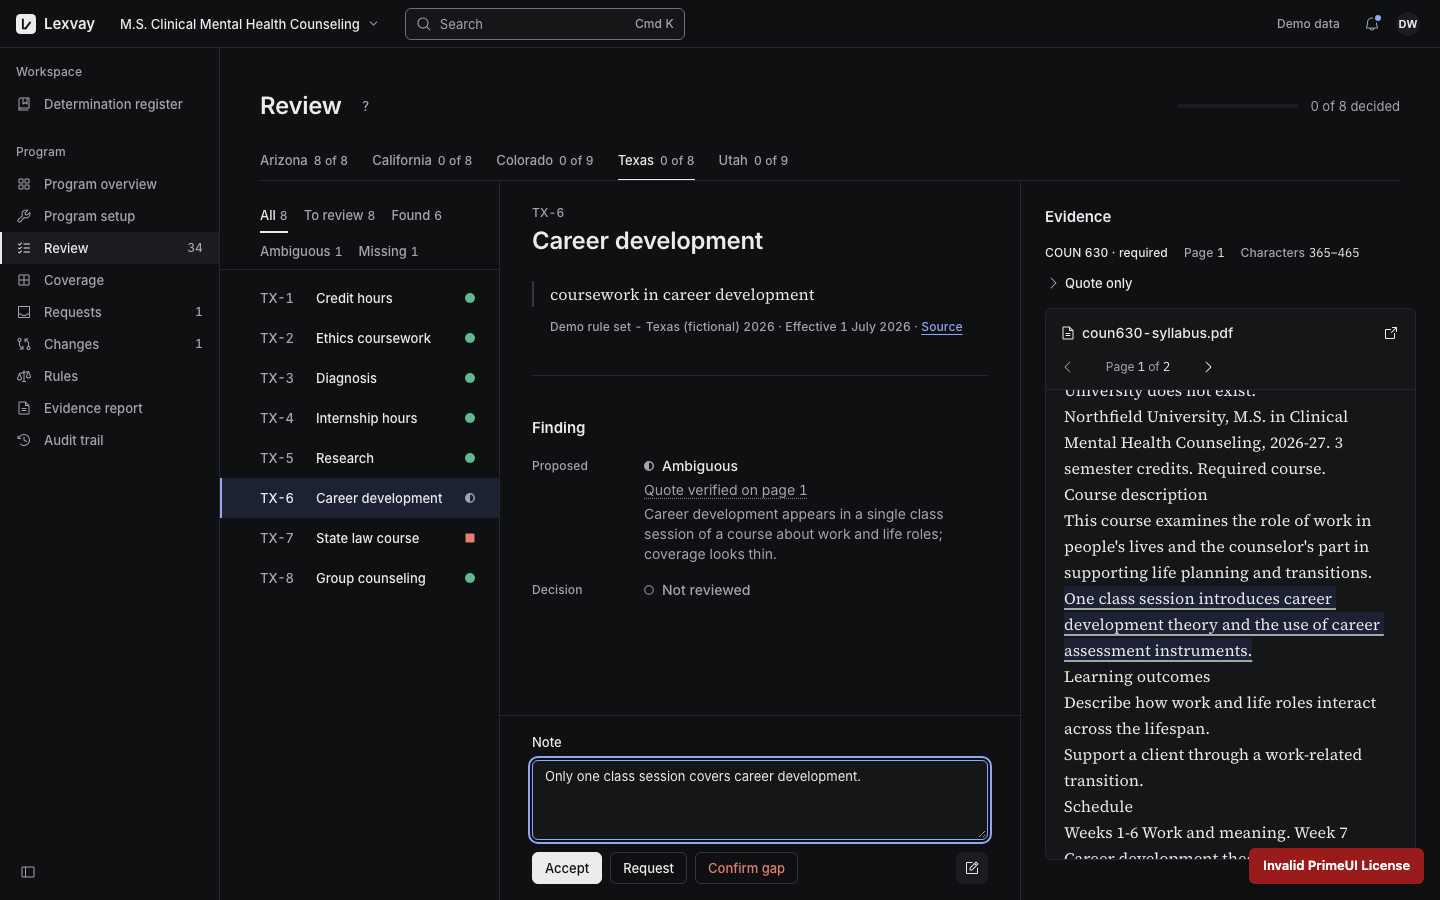 Lexvay
M.S. Clinical Mental Health Counseling
Search
Cmd K
Demo data
DW
Workspace
Determination register
Program
Program overview
Program setup
Review 34
Coverage
Requests 1
Changes 1
Rules
Evidence report
Audit trail
Review ?
0 of 8 decided
Arizona 8 of 8
California 0 of 8
Colorado 0 of 9
Texas 0 of 8
Utah 0 of 9
All 8
To review 8
Found 6
Ambiguous 1
Missing 1
TX-1 Credit hours
TX-2 Ethics coursework
TX-3 Diagnosis
TX-4 Internship hours
TX-5 Research
TX-6 Career development
TX-7 State law course
TX-8 Group counseling
TX-6
Career development
coursework in career development
Demo rule set - Texas (fictional) 2026 · Effective 1 July 2026 · Source
Finding
Proposed
Ambiguous
Quote verified on page 1
Career development appears in a single class
session of a course about work and life roles;
coverage looks thin.
Decision
Not reviewed
Note
Only one class session covers career development.
Accept
Request
Confirm gap
Evidence
COUN 630 · required Page 1 Characters 365–465
Quote only
coun630-syllabus.pdf
Page 1 of 2
University does not exist.
Northfield University, M.S. in Clinical
Mental Health Counseling, 2026-27. 3
semester credits. Required course.
Course description
This course examines the role of work in
people's lives and the counselor's part in
supporting life planning and transitions.
One class session introduces career
development theory and the use of career
assessment instruments.
Learning outcomes
Describe how work and life roles interact
across the lifespan.
Support a client through a work-related
transition.
Schedule
Weeks 1-6 Work and meaning. Week 7
Career development
Invalid PrimeUI License